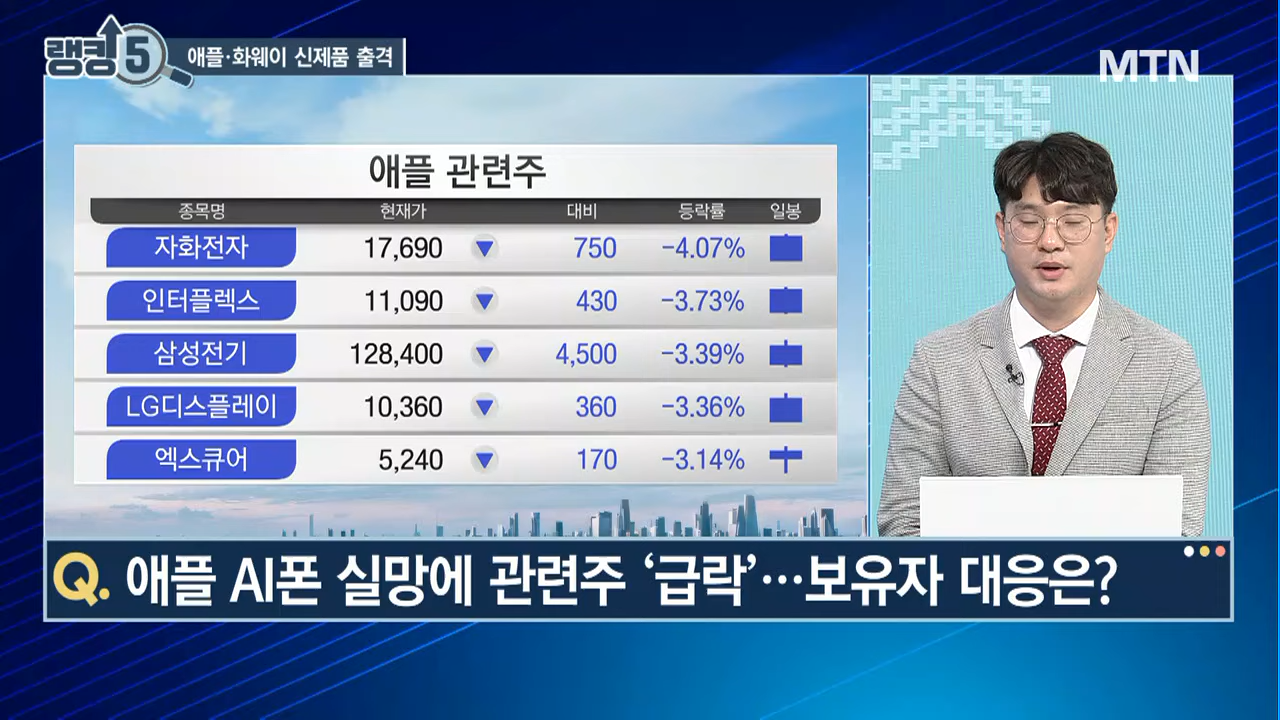 랭킹5 애플·화웨이 신제품 출격
MTN
애플 관련주
종목명 현재가 대비 등락률 일봉
자화전자 17,690 ▼ 750 -4.07%
인터플렉스 11,090 ▼ 430 -3.73%
삼성전기 128,400 ▼ 4,500 -3.39%
LG디스플레이 10,360 ▼ 360 -3.36%
엑스큐어 5,240 ▼ 170 -3.14%
Q. 애플 AI폰 실망에 관련주 ‘급락’…보유자 대응은?